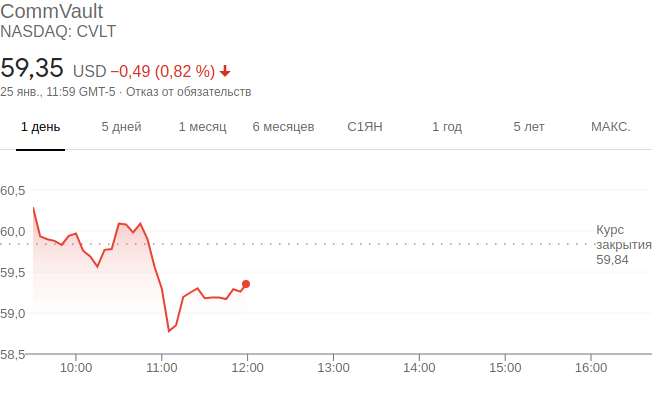 CommVault
NASDAQ: CVLT
59,35 USD −0,49 (0,82 %)
25 янв., 11:59 GMT-5 · Отказ от обязательств
1 день 5 дней 1 месяц 6 месяцев С1ЯН 1 год 5 лет МАКС.
60,5
60,0
59,5
59,0
58,5
Курс
закрытия
59,84
10:00 11:00 12:00 13:00 14:00 15:00 16:00